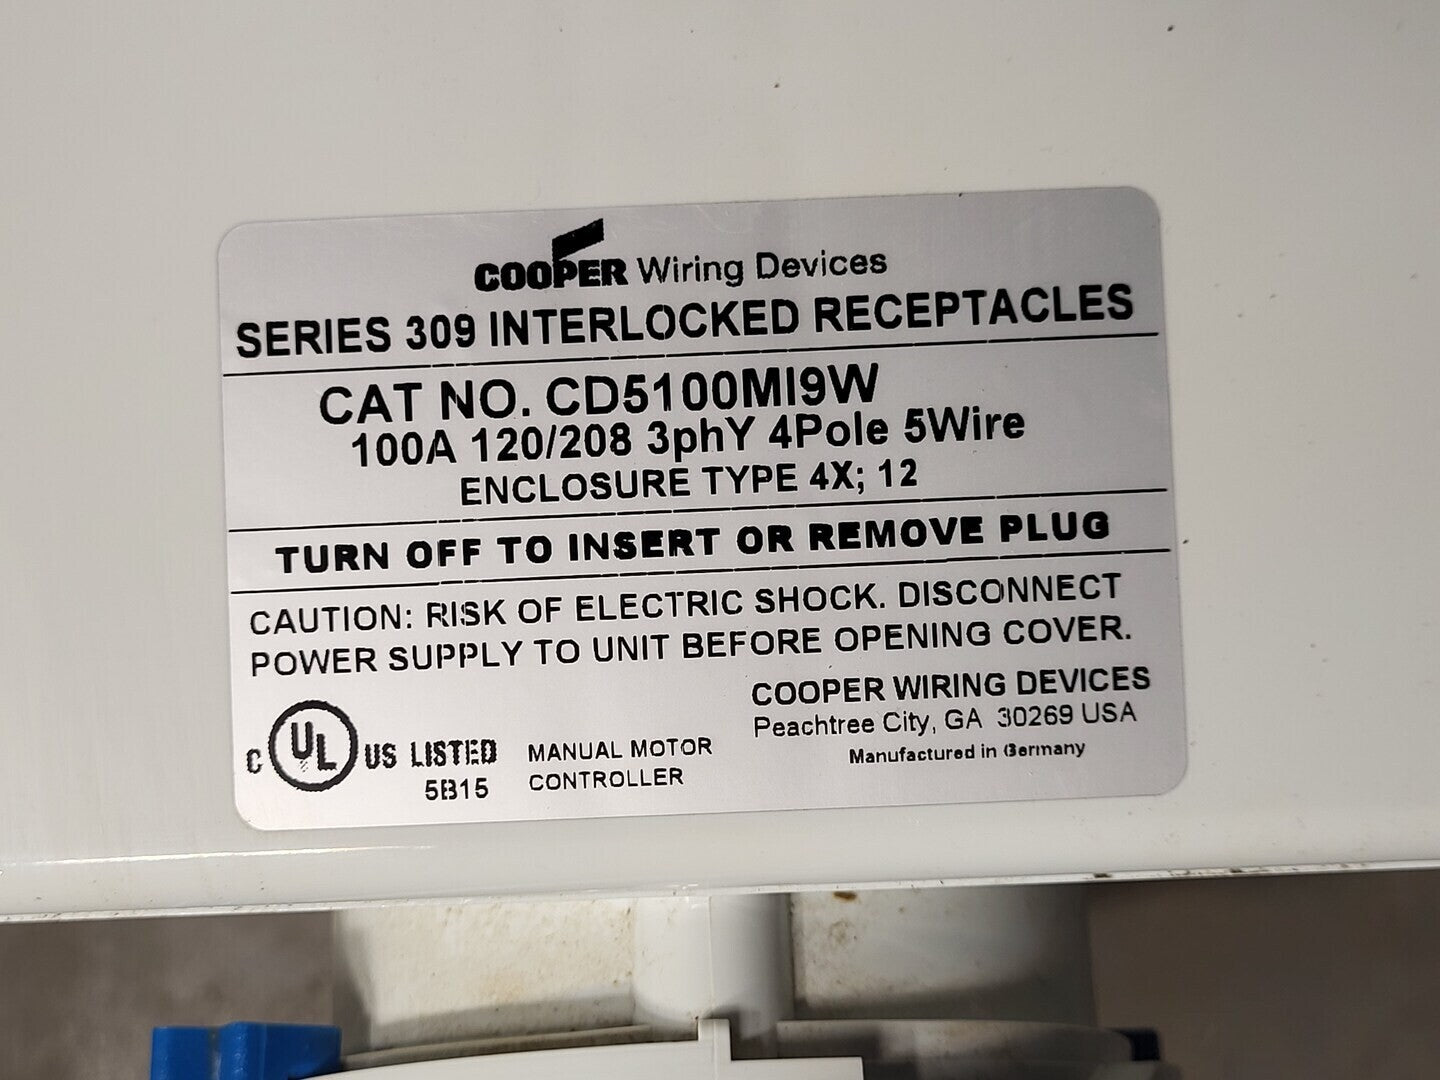 COOPER Wiring Devices
SERIES 309 INTERLOCKED RECEPTACLES
CAT NO. CD5100MI9W
100A 120/208 3phY 4Pole 5Wire
ENCLOSURE TYPE 4X; 12
TURN OFF TO INSERT OR REMOVE PLUG
CAUTION: RISK OF ELECTRIC SHOCK. DISCONNECT
POWER SUPPLY TO UNIT BEFORE OPENING COVER.
C UL US LISTED
5B15
MANUAL MOTOR
CONTROLLER
COOPER WIRING DEVICES
Peachtree City, GA 30269 USA
Manufactured in Germany